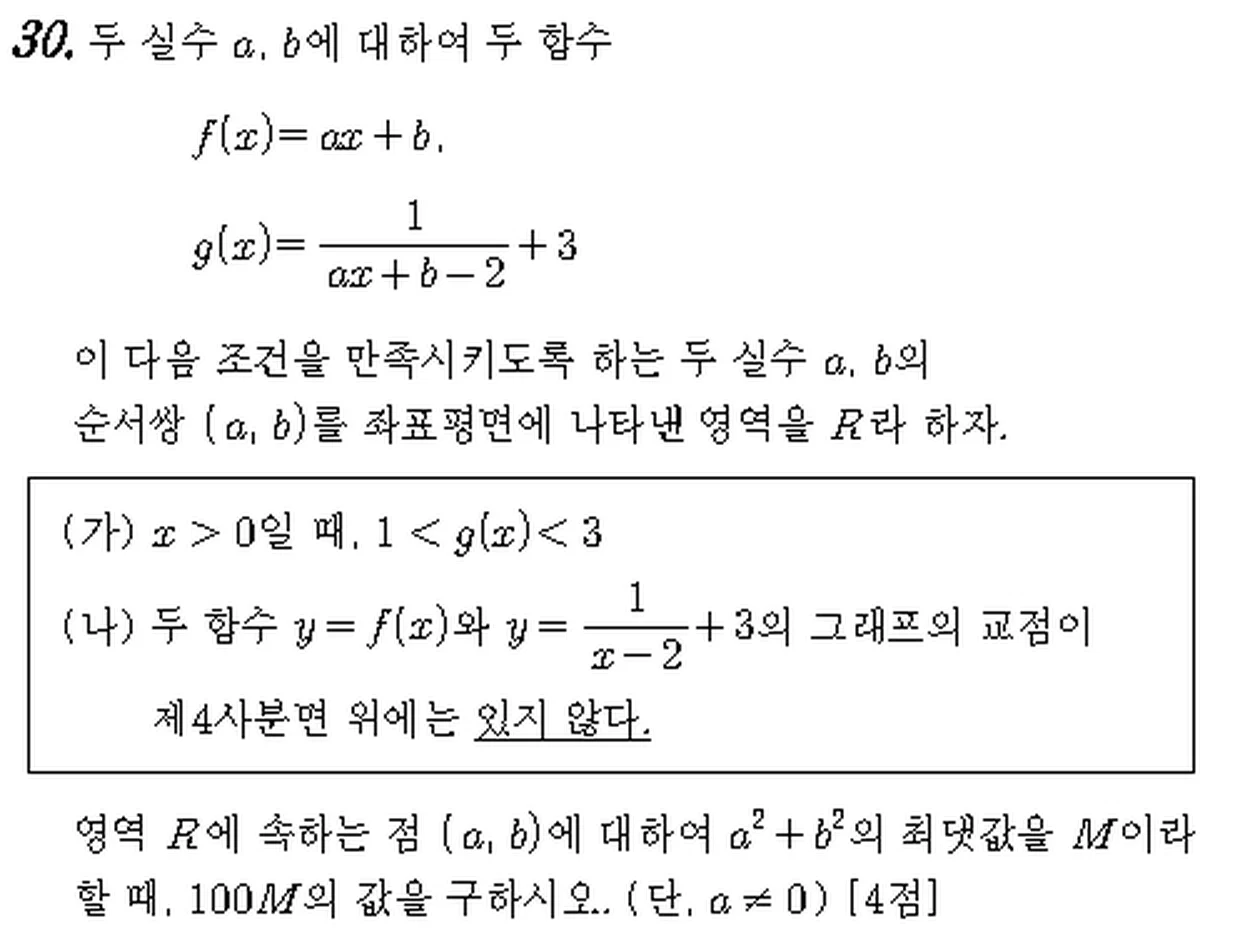 30. 두 실수 a, b에 대하여 두 함수
f(x)= ax+b,
g(x)= \frac{1}{ax+b-2}+3
이 다음 조건을 만족시키도록 하는 두 실수 a, b의
순서쌍 (a, b)를 좌표평면에 나타낸 영역을 R라 하자.
(가) x > 0일 때, 1 < g(x) < 3
(나) 두 함수 y=f(x)와 y= \frac{1}{x-2}+3의 그래프의 교점이
제4사분면 위에는 있지 않다.
영역 R에 속하는 점 (a, b)에 대하여 a²+b²의 최댓값을 M이라
할 때, 100M의 값을 구하시오.. (단, a ≠ 0) [4점]